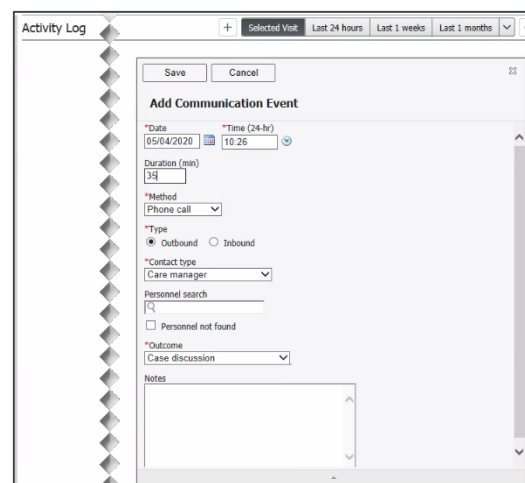 Activity Log + Selected Visit Last 24 hours Last 1 weeks Last 1 months
Save Cancel
Add Communication Event
*Date *Time (24-hr)
05/04/2020 10:26
Duration (min)
35
*Method
Phone call
*Type
Outbound Inbound
*Contact type
Care manager
Personnel search
Personnel not found
*Outcome
Case discussion
Notes